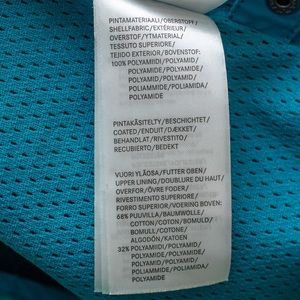 PINTAMATERIAALI/OBERSTOFF/
SHELLFABRIC/EXTÉRIEUR/
OVERSTOF/YTMATERIAL/
TESSUTO SUPERIORE/
TEJIDO EXTERIOR/BOVENSTOF:
100% POLYAMIDI/POLYAMID/
POLYAMIDE/POLYAMIDE/
POLYAMID/POLYAMID/
POLIAMMIDE/POLIAMIDA/
POLYAMIDE
PINTAKÄSITELTY/BESCHICHTET/
COATED/ENDUIT/DÆKKET/
BEHANDLAT/RIVESTITO/
RECUBIERTO/BEDEKT
VUORI YLÄOSA/FUTTER OBEN/
UPPER LINING/DOUBLURE DU HAUT/
OVERFOR/ÖVRE FODER/
RIVESTIMENTO SUPERIORE/
FORRO SUPERIOR/VOERING BOVEN:
68% PUUVILLA/BAUMWOLLE/
COTTON/COTON/BOMULD/
BOMULL/COTONE/
ALGODÓN/KATOEN
32% POLYAMIDI/POLYAMID/
POLYAMIDE/POLYAMIDE/
POLYAMID/POLYAMID/
POLIAMMIDE/POLIAMIDA/
POLYAMIDE